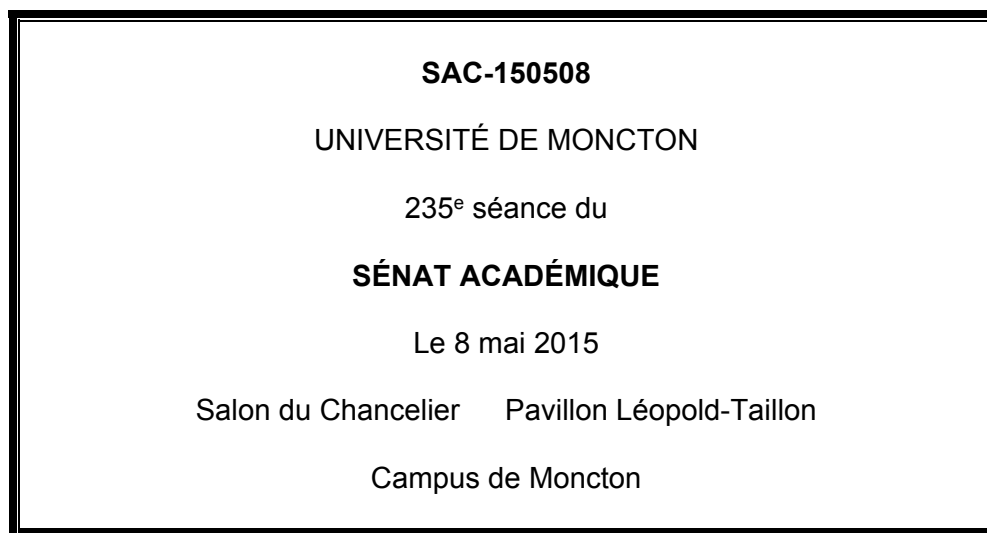 SAC-150508
UNIVERSITÉ DE MONCTON
235e séance du
SÉNAT ACADÉMIQUE
Le 8 mai 2015
Salon du Chancelier Pavillon Léopold-Taillon
Campus de Moncton